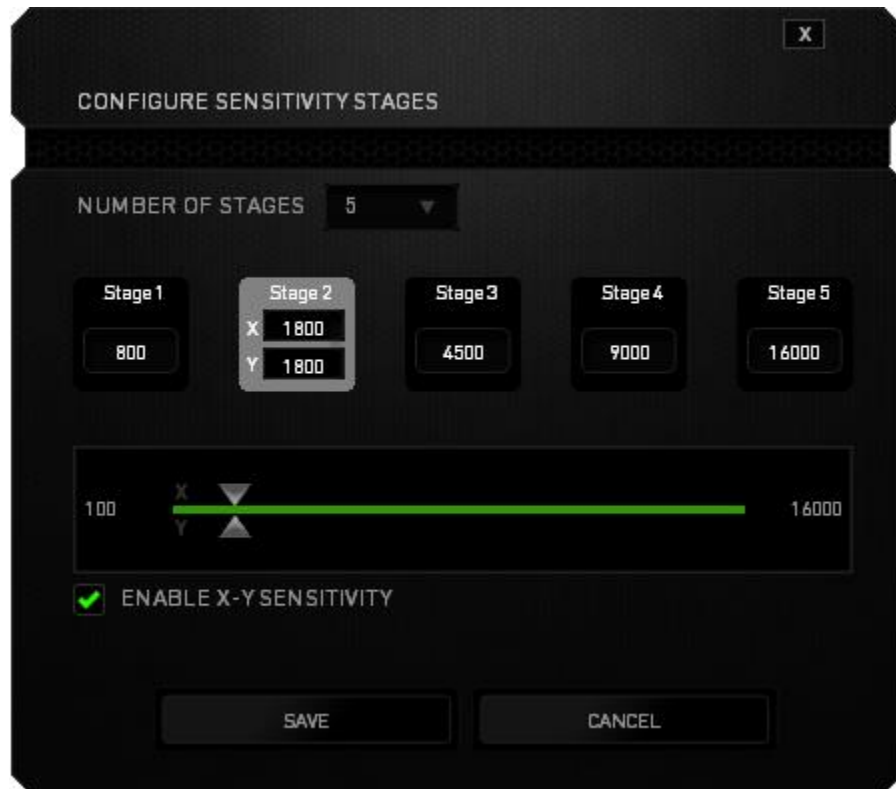 X
CONFIGURE SENSITIVITY STAGES
NUMBER OF STAGES 5
Stage 1 Stage 2 Stage 3 Stage 4 Stage 5
X 1800
800 4500 9000 16000
Y 1800
X
100 16000
Y
ENABLE X-Y SENSITIVITY
SAVE CANCEL